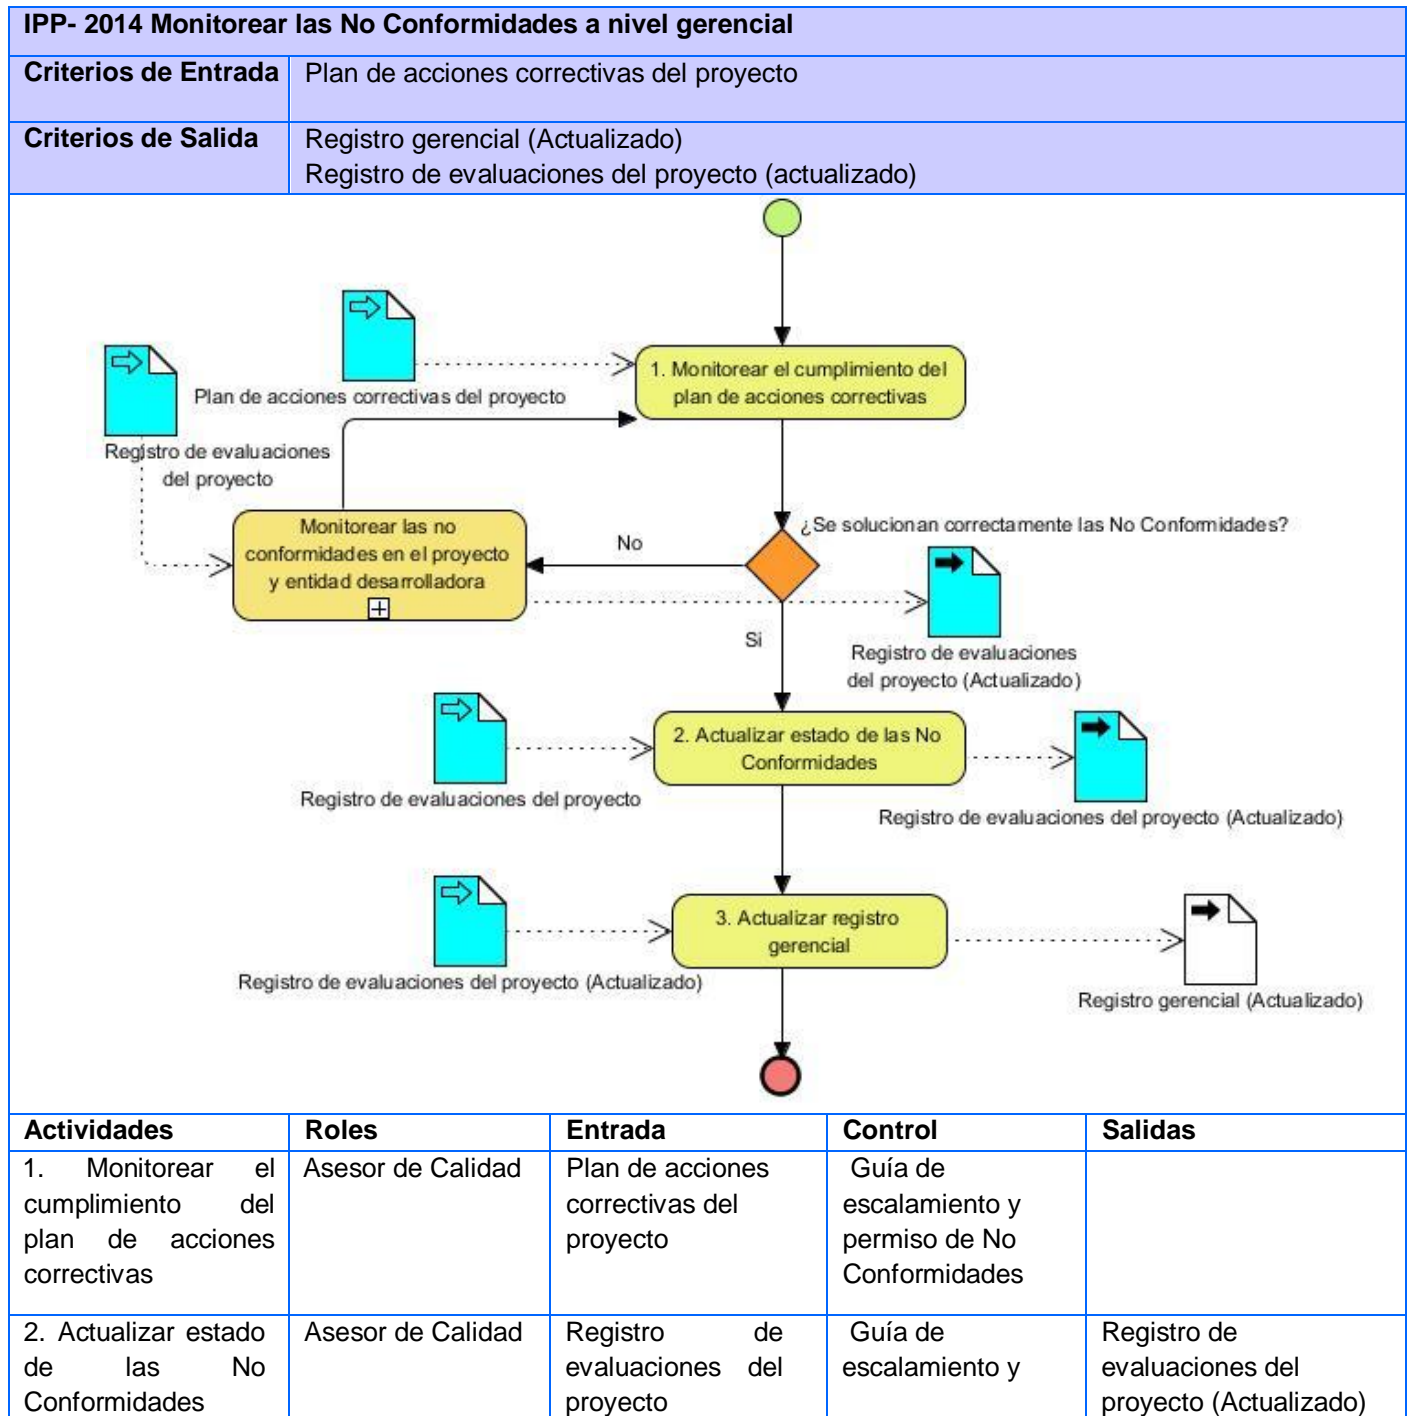 IPP- 2014 Monitorear las No Conformidades a nivel gerencial
Criterios de Entrada
Plan de acciones correctivas del proyecto
Criterios de Salida
Registro gerencial (Actualizado)
Registro de evaluaciones del proyecto (actualizado)
1. Monitorear el cumplimiento del
plan de acciones correctivas
Plan de acciones correctivas del proyecto
Registro de evaluaciones
del proyecto
Monitorear las no
conformidades en el proyecto
y entidad desarrolladora
No
¿Se solucionan correctamente las No Conformidades?
Si
Registro de evaluaciones
del proyecto (Actualizado)
2. Actualizar estado de las No
Conformidades
Registro de evaluaciones del proyecto
Registro de evaluaciones del proyecto (Actualizado)
3. Actualizar registro
gerencial
Registro de evaluaciones del proyecto (Actualizado)
Registro gerencial (Actualizado)
Actividades
Roles
Entrada
Control
Salidas
1. Monitorear el
cumplimiento del
plan de acciones
correctivas
Asesor de Calidad
Plan de acciones
correctivas del
proyecto
Guía de
escalamiento y
permiso de No
Conformidades
2. Actualizar estado
de las No
Conformidades
Asesor de Calidad
Registro de
evaluaciones del
proyecto
Guía de
escalamiento y
Registro de
evaluaciones del
proyecto (Actualizado)